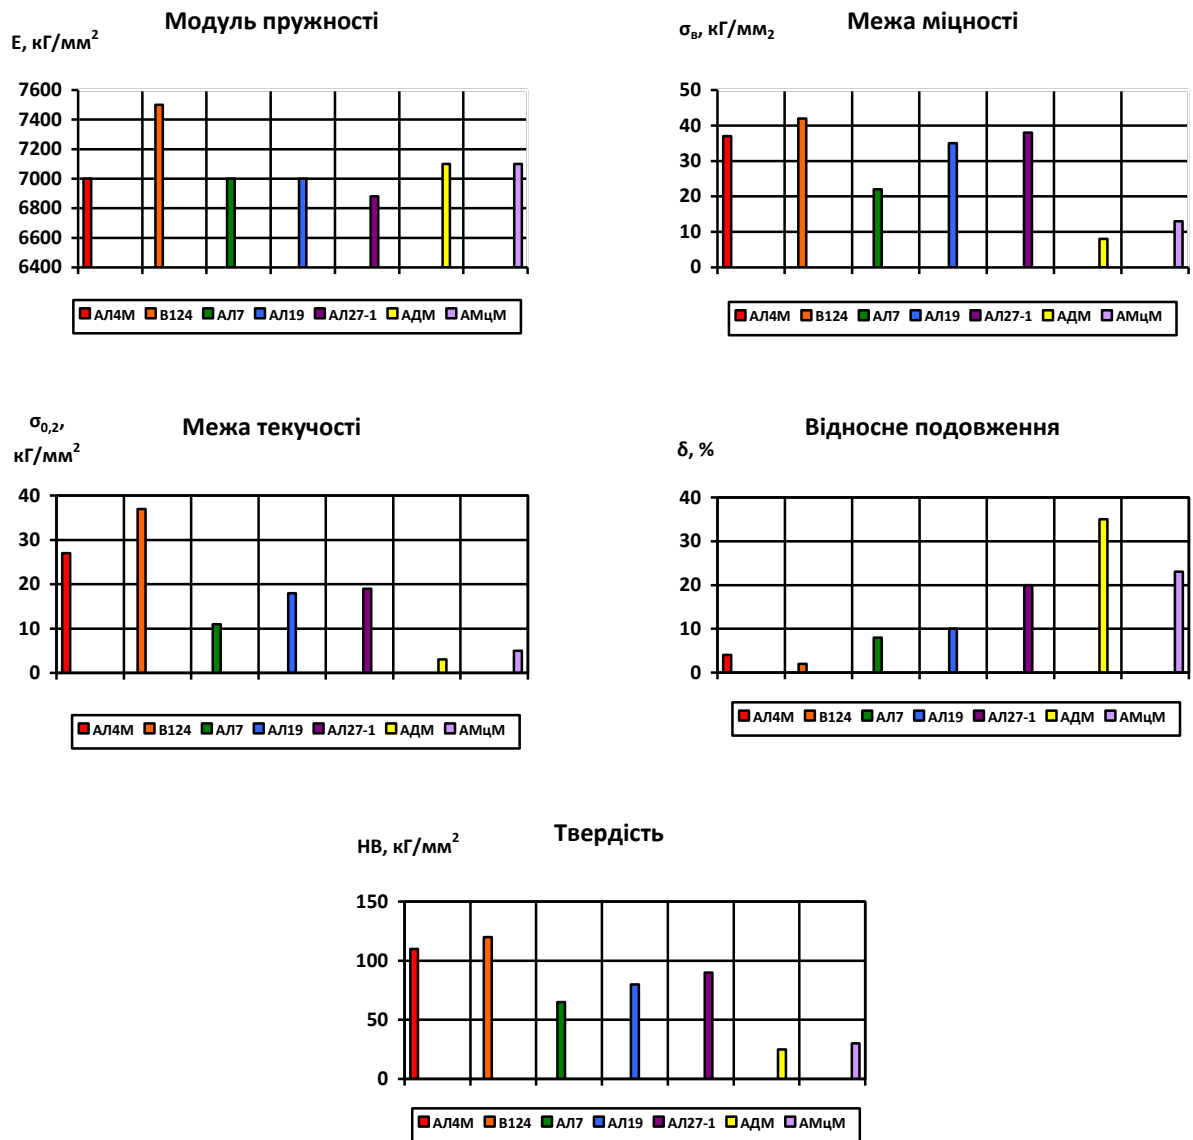 Модуль пружності
E, кГ/мм²
7600
7400
7200
7000
6800
6600
6400
АЛ4М В124 АЛ7 АЛ19 АЛ27-1 АДМ АМцМ
Межа міцності
σв, кГ/мм₂
50
40
30
20
10
0
АЛ4М В124 АЛ7 АЛ19 АЛ27-1 АДМ АМцМ
σ0,2,
кГ/мм²
Межа текучості
40
30
20
10
0
АЛ4М В124 АЛ7 АЛ19 АЛ27-1 АДМ АМцМ
Відносне подовження
δ, %
40
30
20
10
0
АЛ4М В124 АЛ7 АЛ19 АЛ27-1 АДМ АМцМ
Твердість
НВ, кГ/мм²
150
100
50
0
АЛ4М В124 АЛ7 АЛ19 АЛ27-1 АДМ АМцМ